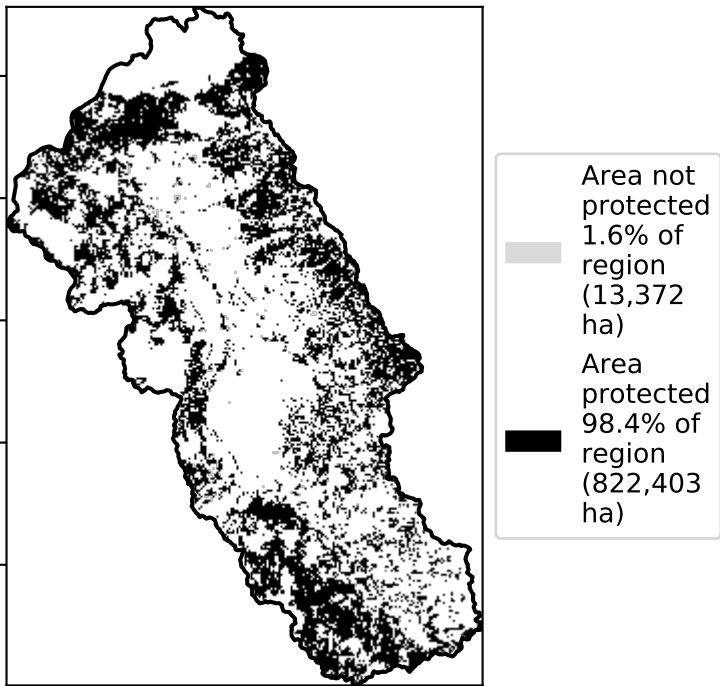 Area not
protected
1.6% of
region
(13,372
ha)
Area
protected
98.4% of
region
(822,403
ha)